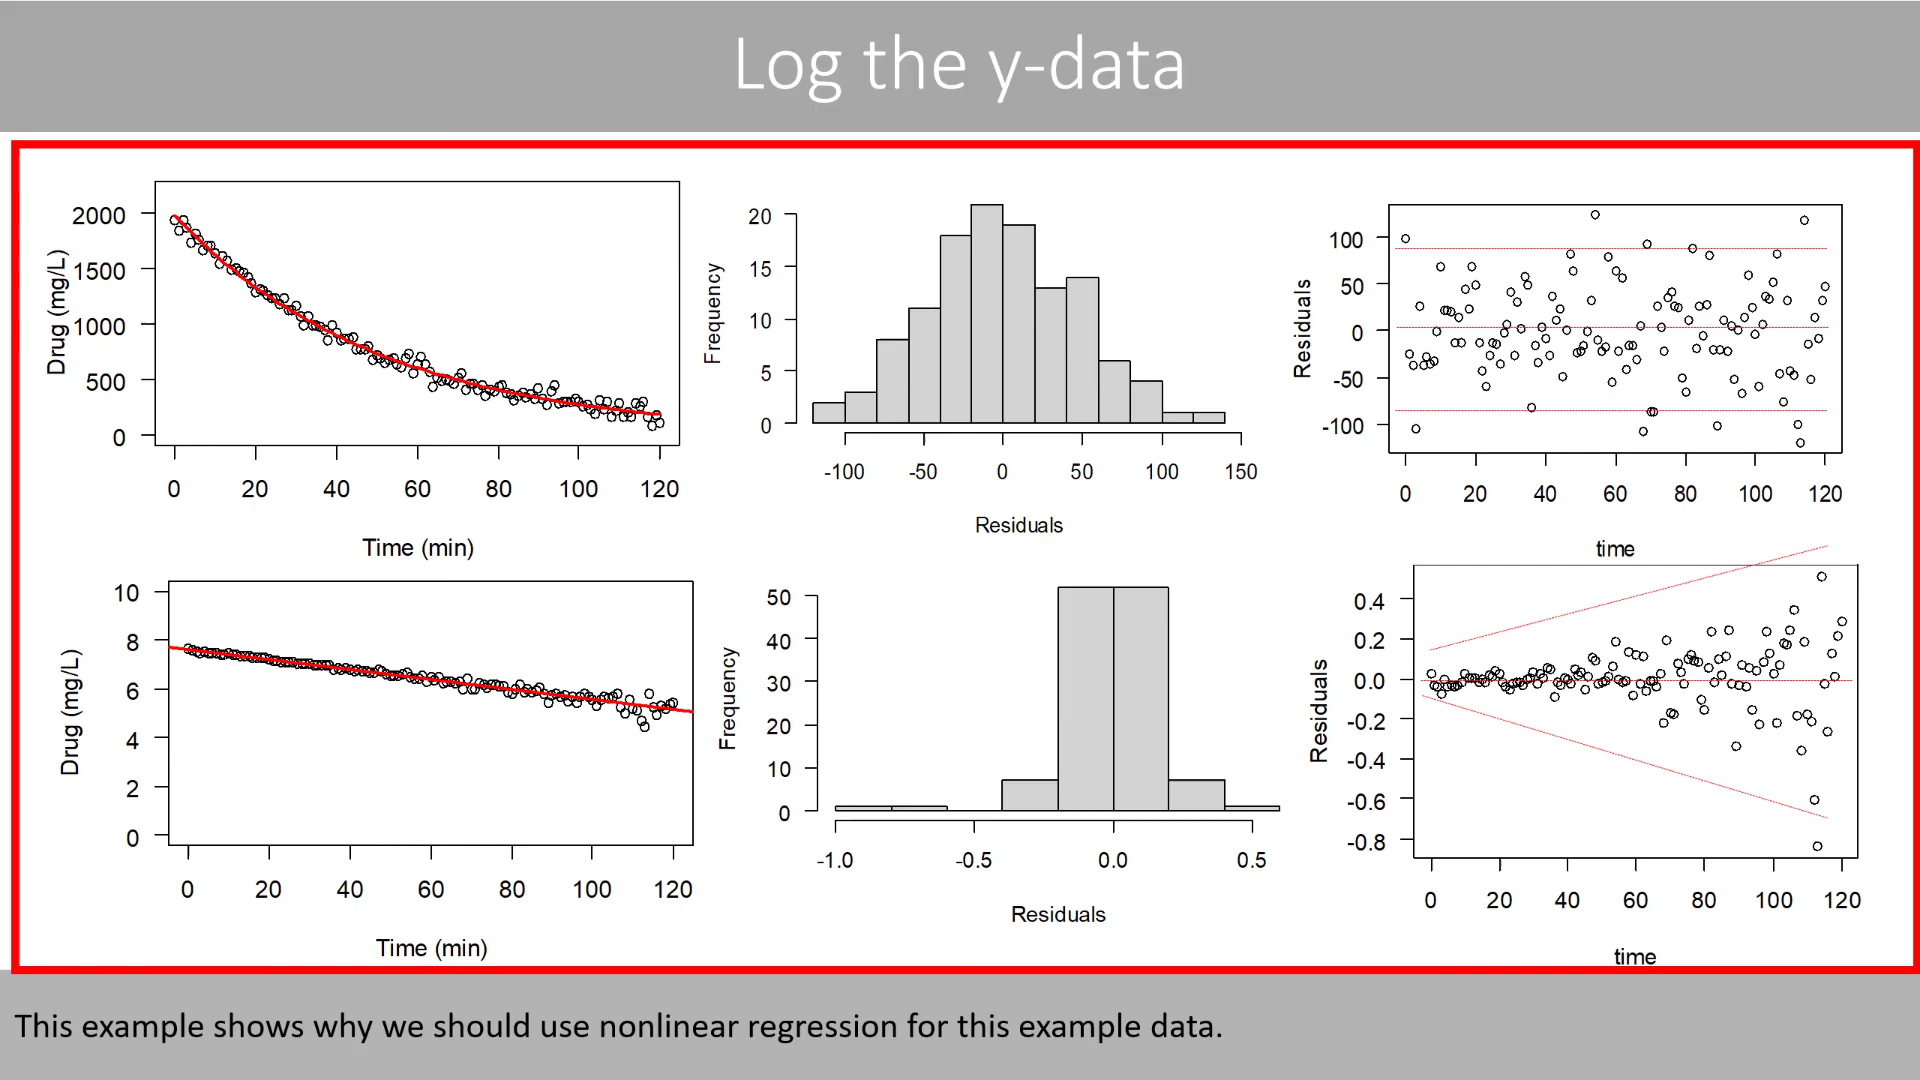 Log the y-data
2000
1500
1000
500
0
Drug (mg/L)
0 20 40 60 80 100 120
Time (min)
20
15
10
5
0
Frequency
-100 -50 0 50 100 150
Residuals
100
50
0
-50
-100
Residuals
0 20 40 60 80 100 120
time
10
8
6
4
2
0
Drug (mg/L)
0 20 40 60 80 100 120
Time (min)
50
40
30
20
10
0
Frequency
-1.0 -0.5 0.0 0.5
Residuals
0.4
0.2
0.0
-0.2
-0.4
-0.6
-0.8
Residuals
0 20 40 60 80 100 120
time
This example shows why we should use nonlinear regression for this example data.